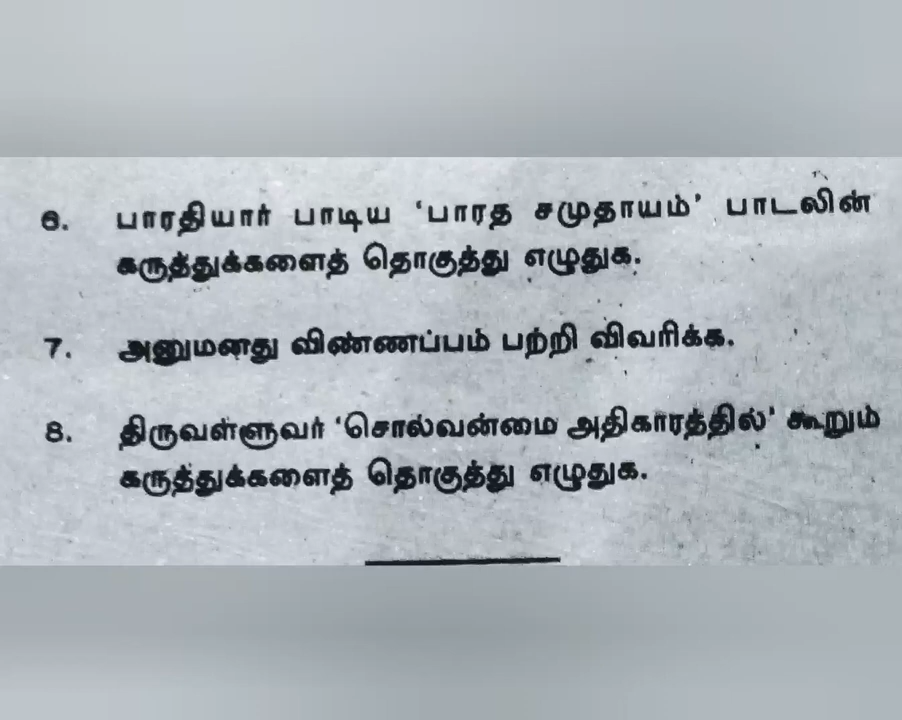 6. பாரதியார் பாடிய ‘பாரத சமுதாயம்’ பாடலின்
கருத்துக்களைத் தொகுத்து எழுதுக.
7. அனுமனது விண்ணப்பம் பற்றி விவரிக்க.
8. திருவள்ளுவர் ‘சொல்வன்மை அதிகாரத்தில்’ கூறும்
கருத்துக்களைத் தொகுத்து எழுதுக.